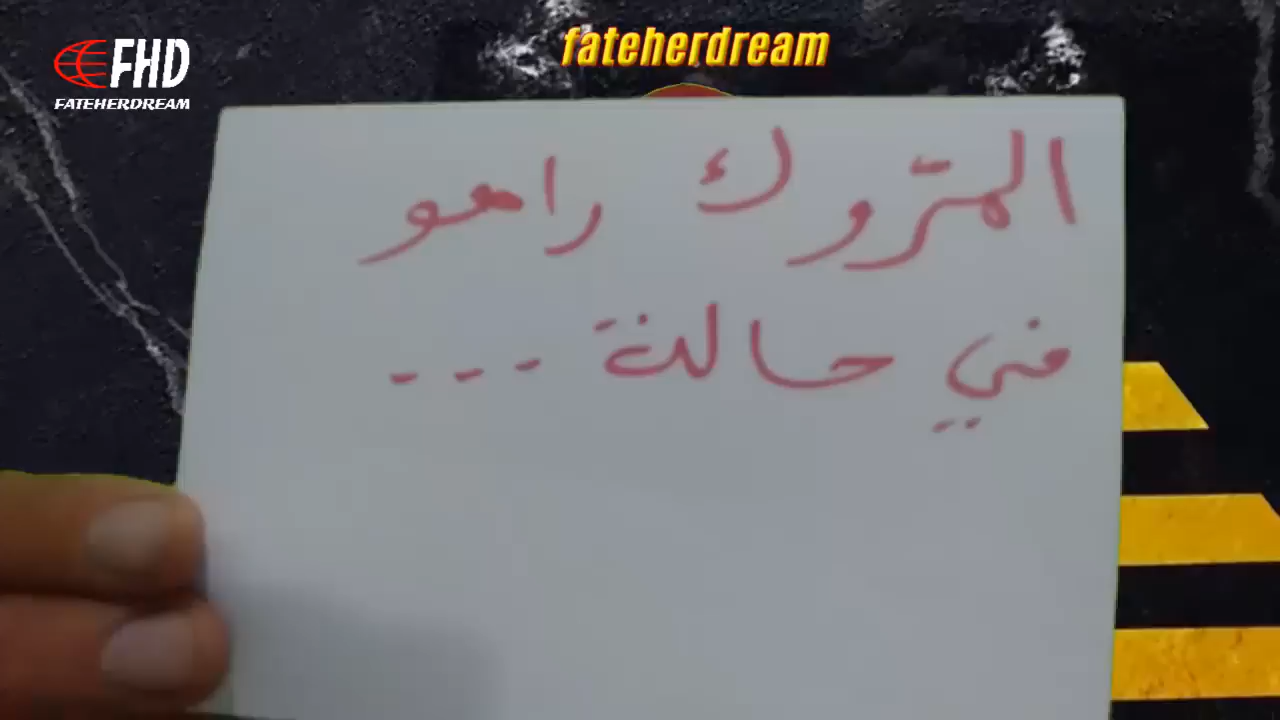 fateherdream
FHD
FATEHERDREAM
المتروك راهو
في حالة ...